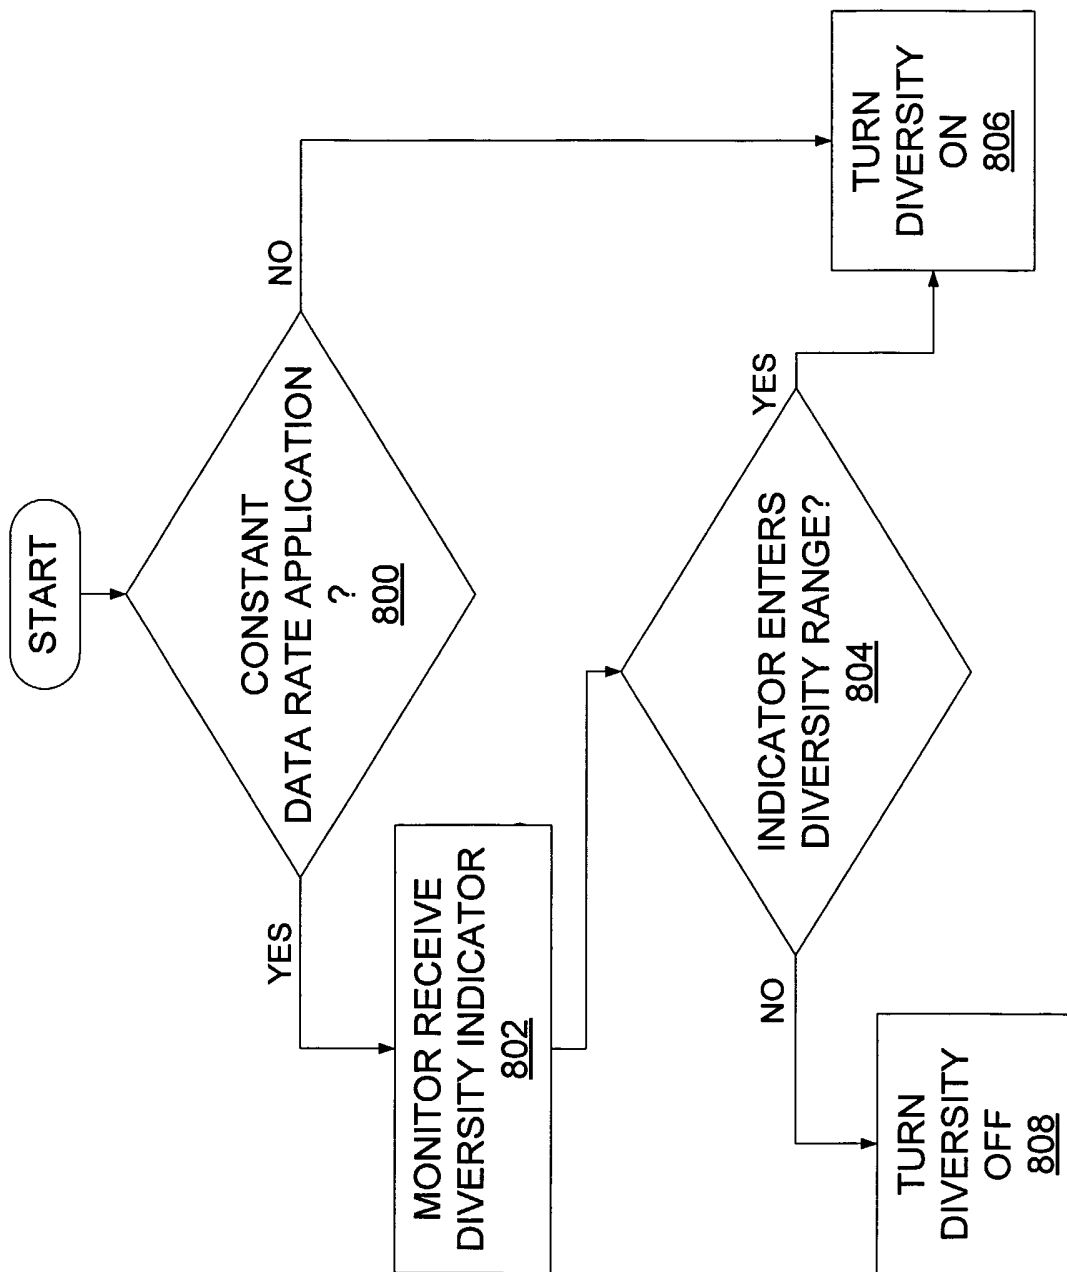 START
CONSTANT
DATA RATE APPLICATION
?
800
YES
NO
MONITOR RECEIVE
DIVERSITY INDICATOR
802
INDICATOR ENTERS
DIVERSITY RANGE?
804
NO
YES
TURN
DIVERSITY
OFF
808
TURN
DIVERSITY
ON
806